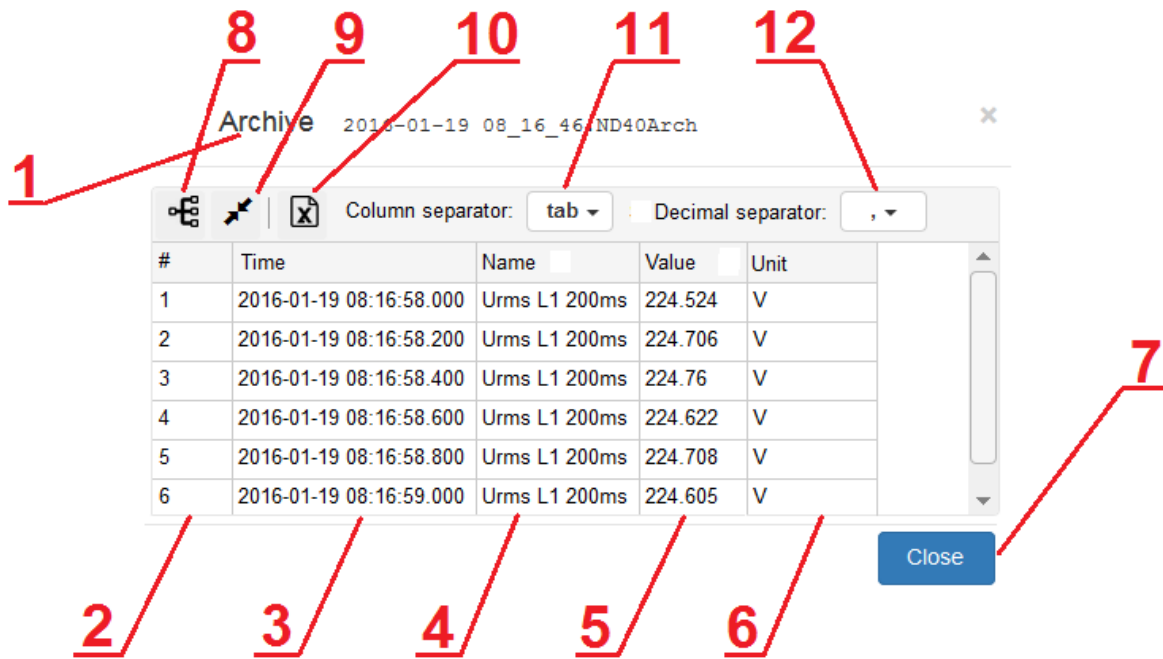 8 9 10 11 12
Archive 2016-01-19 08_16_46.ND40Arch ×
1
Column separator: tab Decimal separator: ,
# Time Name Value Unit
1 2016-01-19 08:16:58.000 Urms L1 200ms 224.524 V
2 2016-01-19 08:16:58.200 Urms L1 200ms 224.706 V
3 2016-01-19 08:16:58.400 Urms L1 200ms 224.76 V
7
4 2016-01-19 08:16:58.600 Urms L1 200ms 224.622 V
5 2016-01-19 08:16:58.800 Urms L1 200ms 224.708 V
6 2016-01-19 08:16:59.000 Urms L1 200ms 224.605 V
Close
2 3 4 5 6